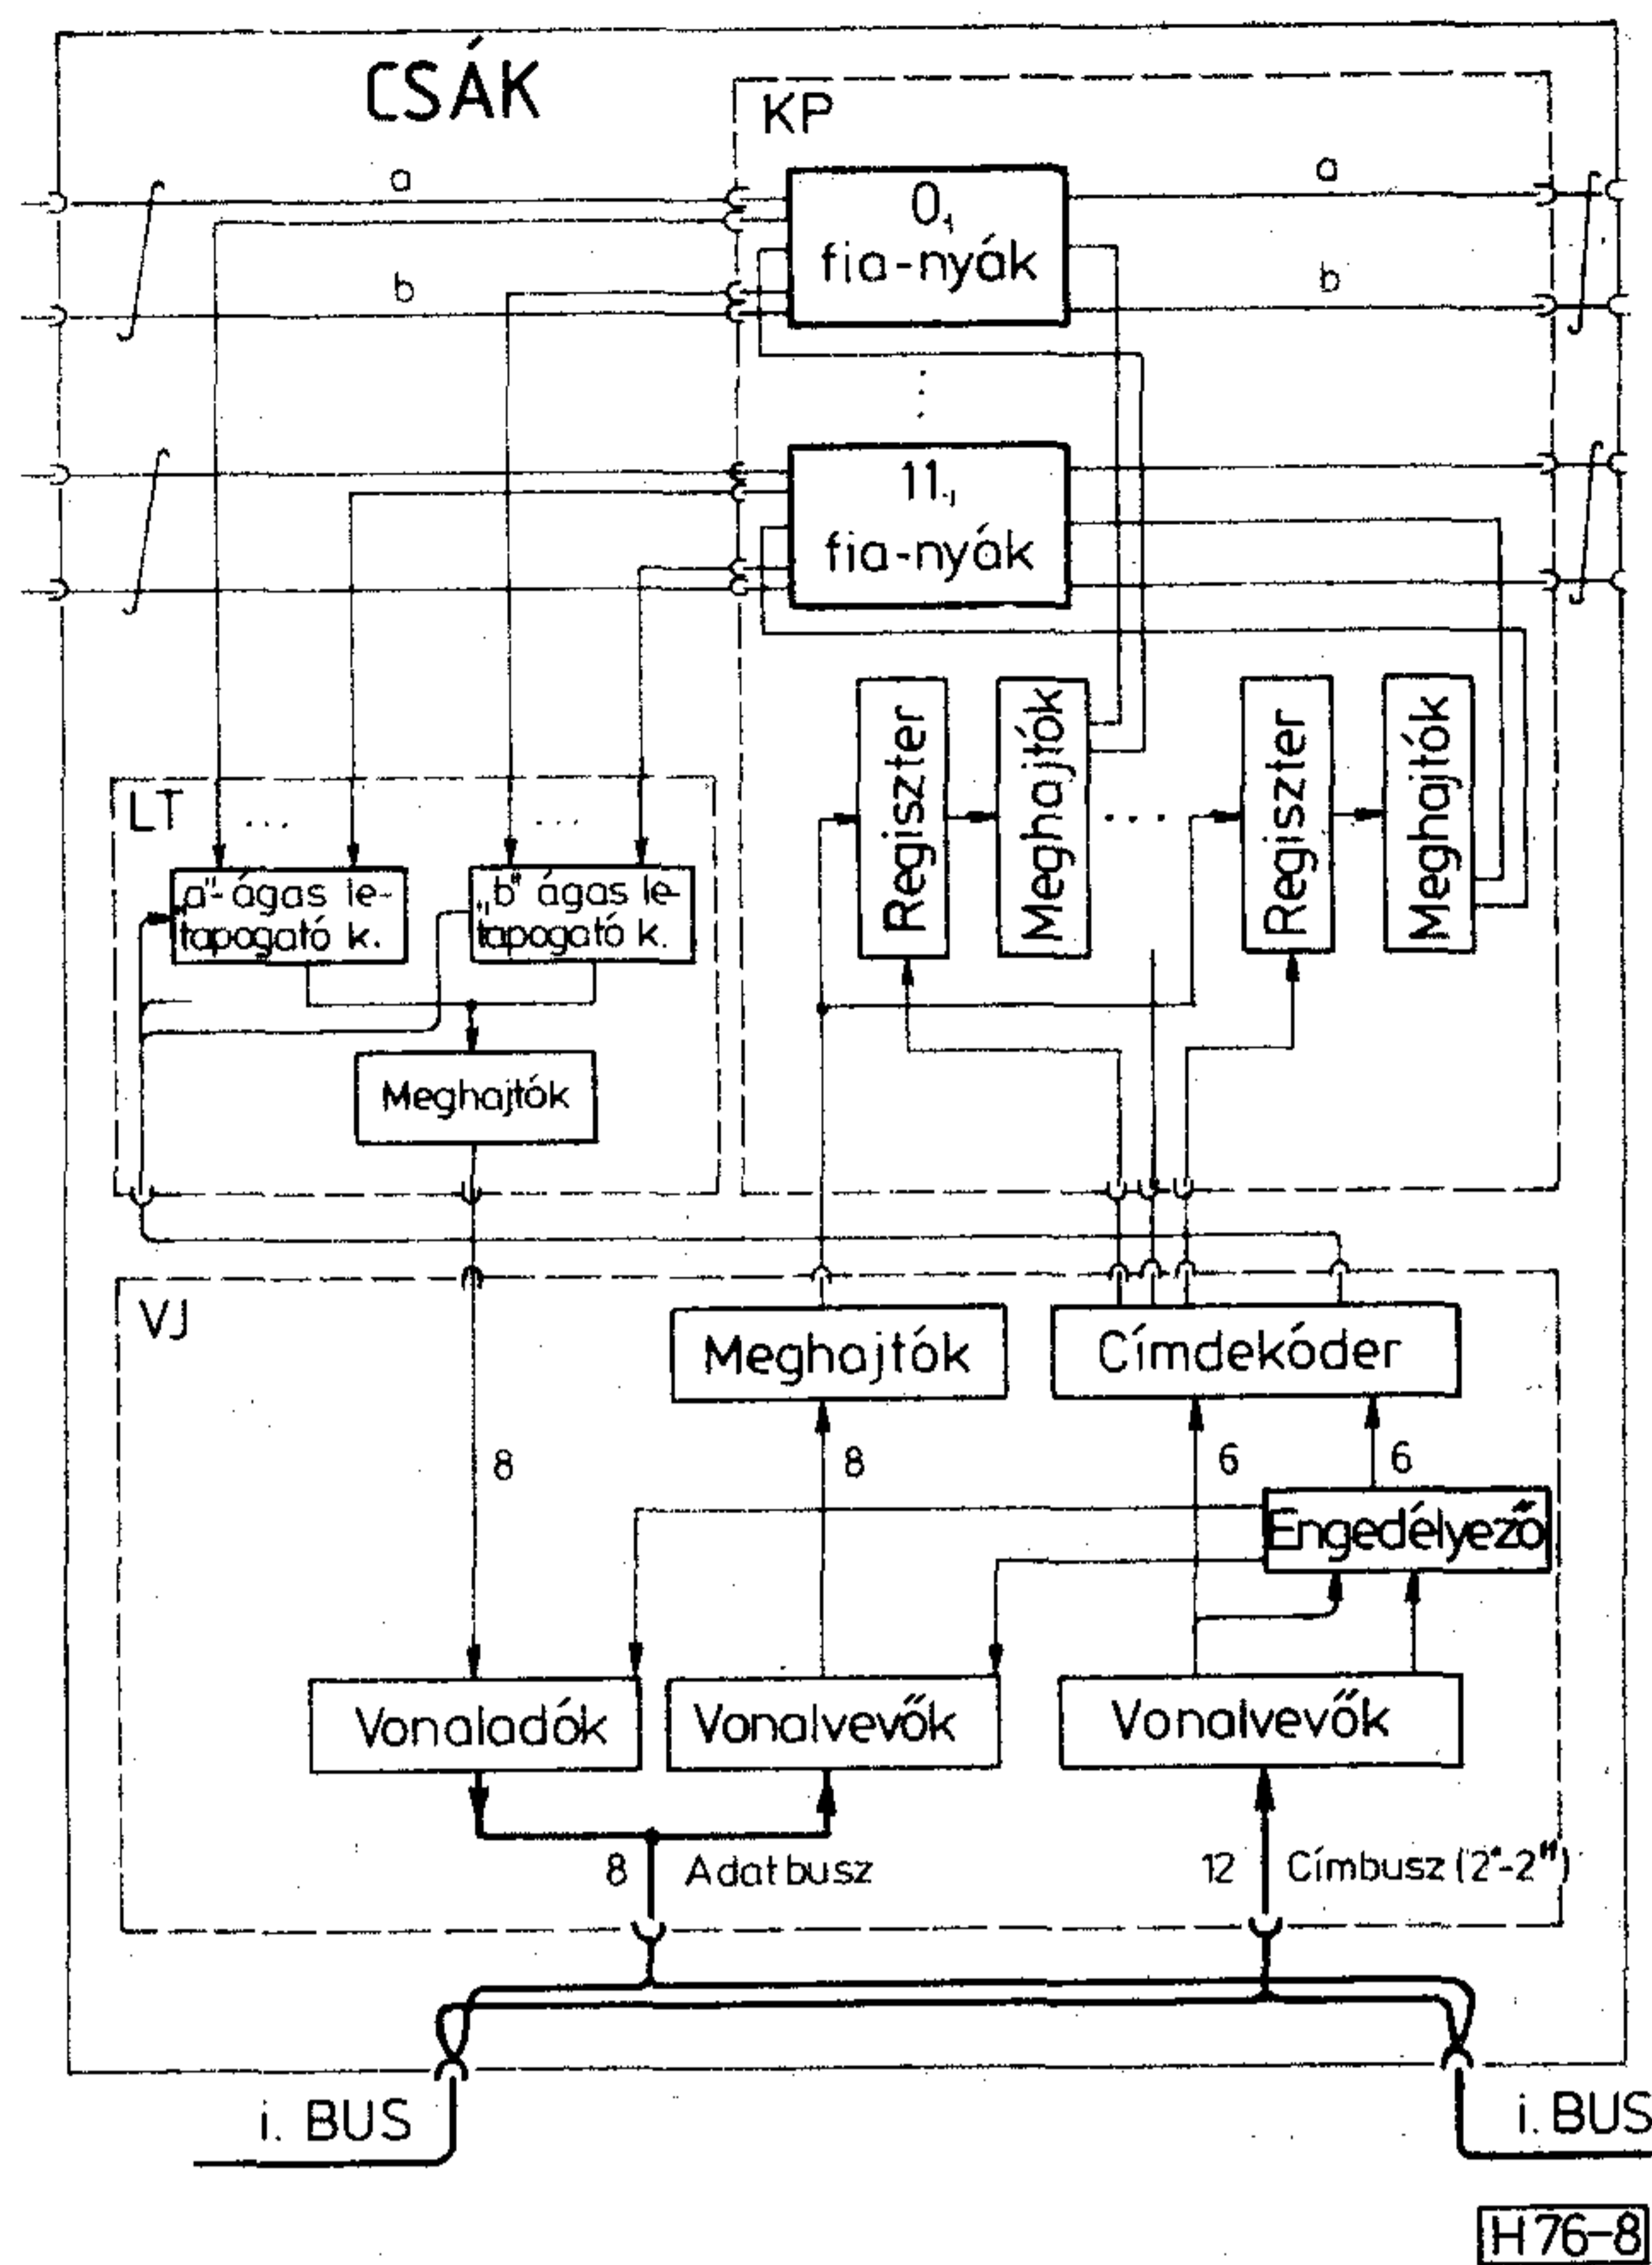 CSÁK
KP
a
a
0.
fia-nyák
b
b
11.
fia-nyák
Regiszter
Meghajtók
Regiszter
Meghajtók
LT
"a"-ágas le-
tapogató k.
"b" ágas le-
tapogató k.
Meghajtók
VJ
Meghajtók
Címdekóder
8
8
6
6
Engedélyező
Vonaladók
Vonalvevők
Vonalvevők
8
Adatbusz
12
Címbusz (2⁰-2¹¹)
i. BUS
i. BUS
H 76-8